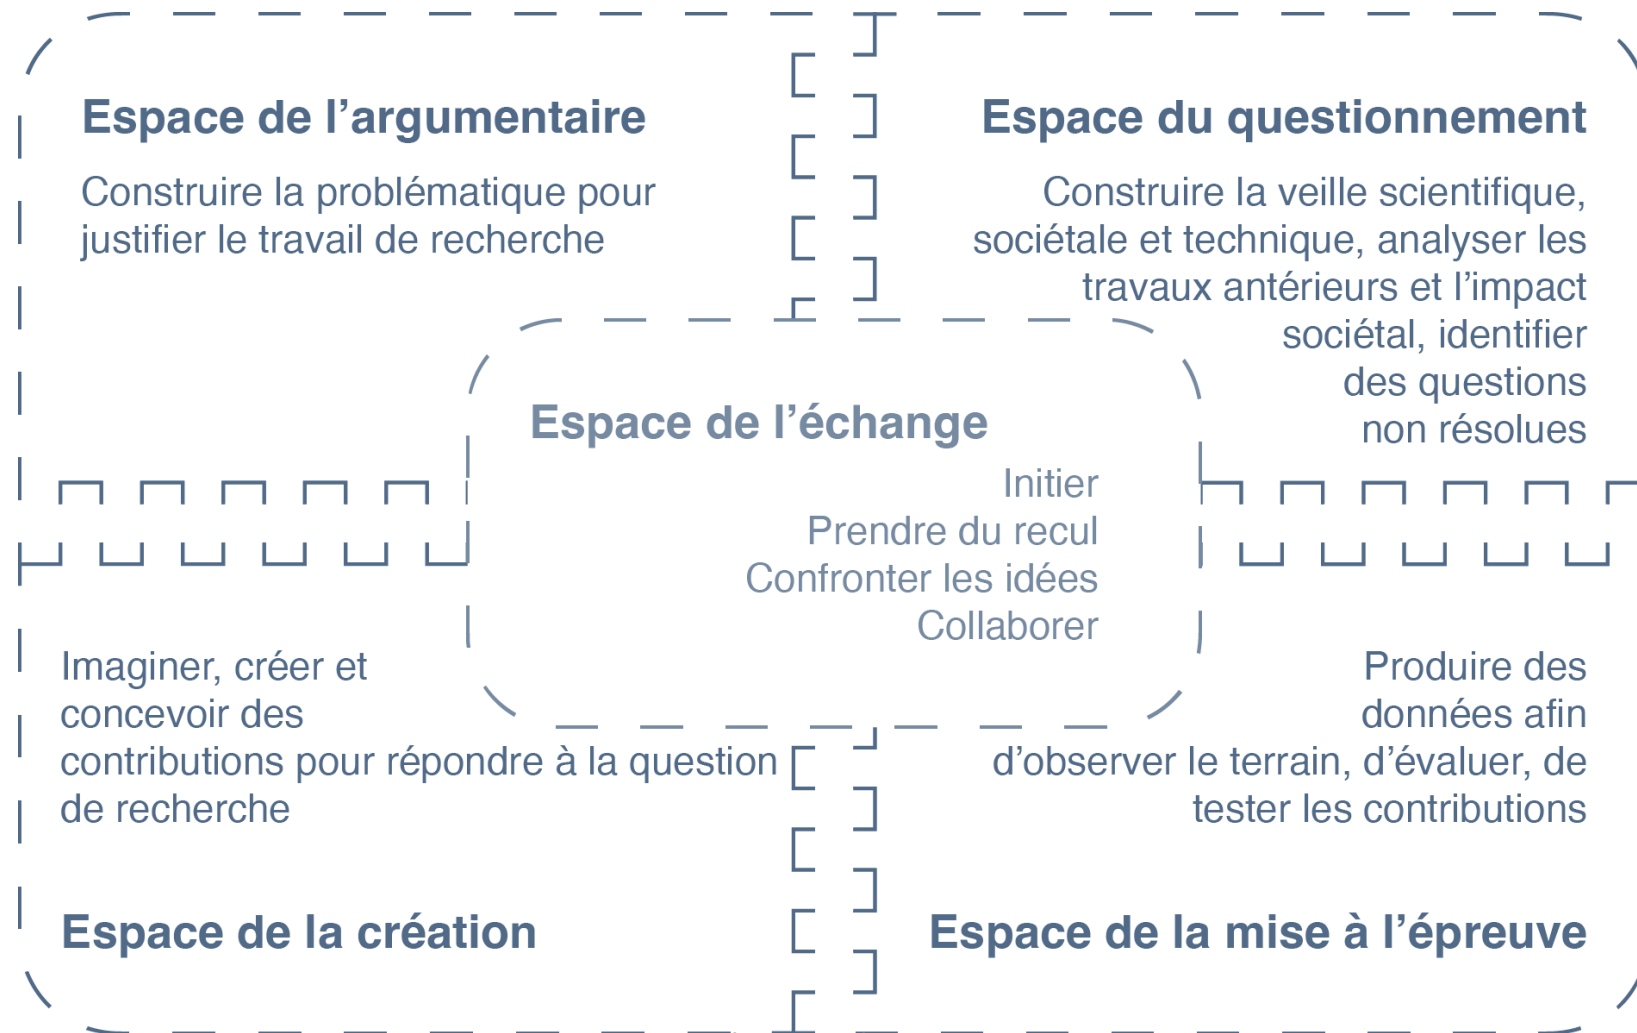 Espace de l’argumentaire
Construire la problématique pour
justifier le travail de recherche
Espace du questionnement
Construire la veille scientifique,
sociétale et technique, analyser les
travaux antérieurs et l’impact
sociétal, identifier
des questions
non résolues
Espace de l’échange
Initier
Prendre du recul
Confronter les idées
Collaborer
Imaginer, créer et
concevoir des
contributions pour répondre à la question
de recherche
Espace de la création
Produire des
données afin
d’observer le terrain, d’évaluer, de
tester les contributions
Espace de la mise à l’épreuve